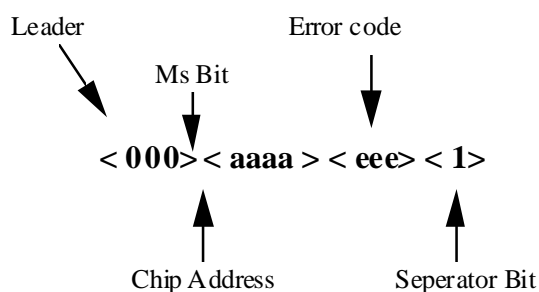 Leader
Error code
Ms Bit
< 000>< aaaa >< eee>< 1>
Chip Address
Seperator Bit